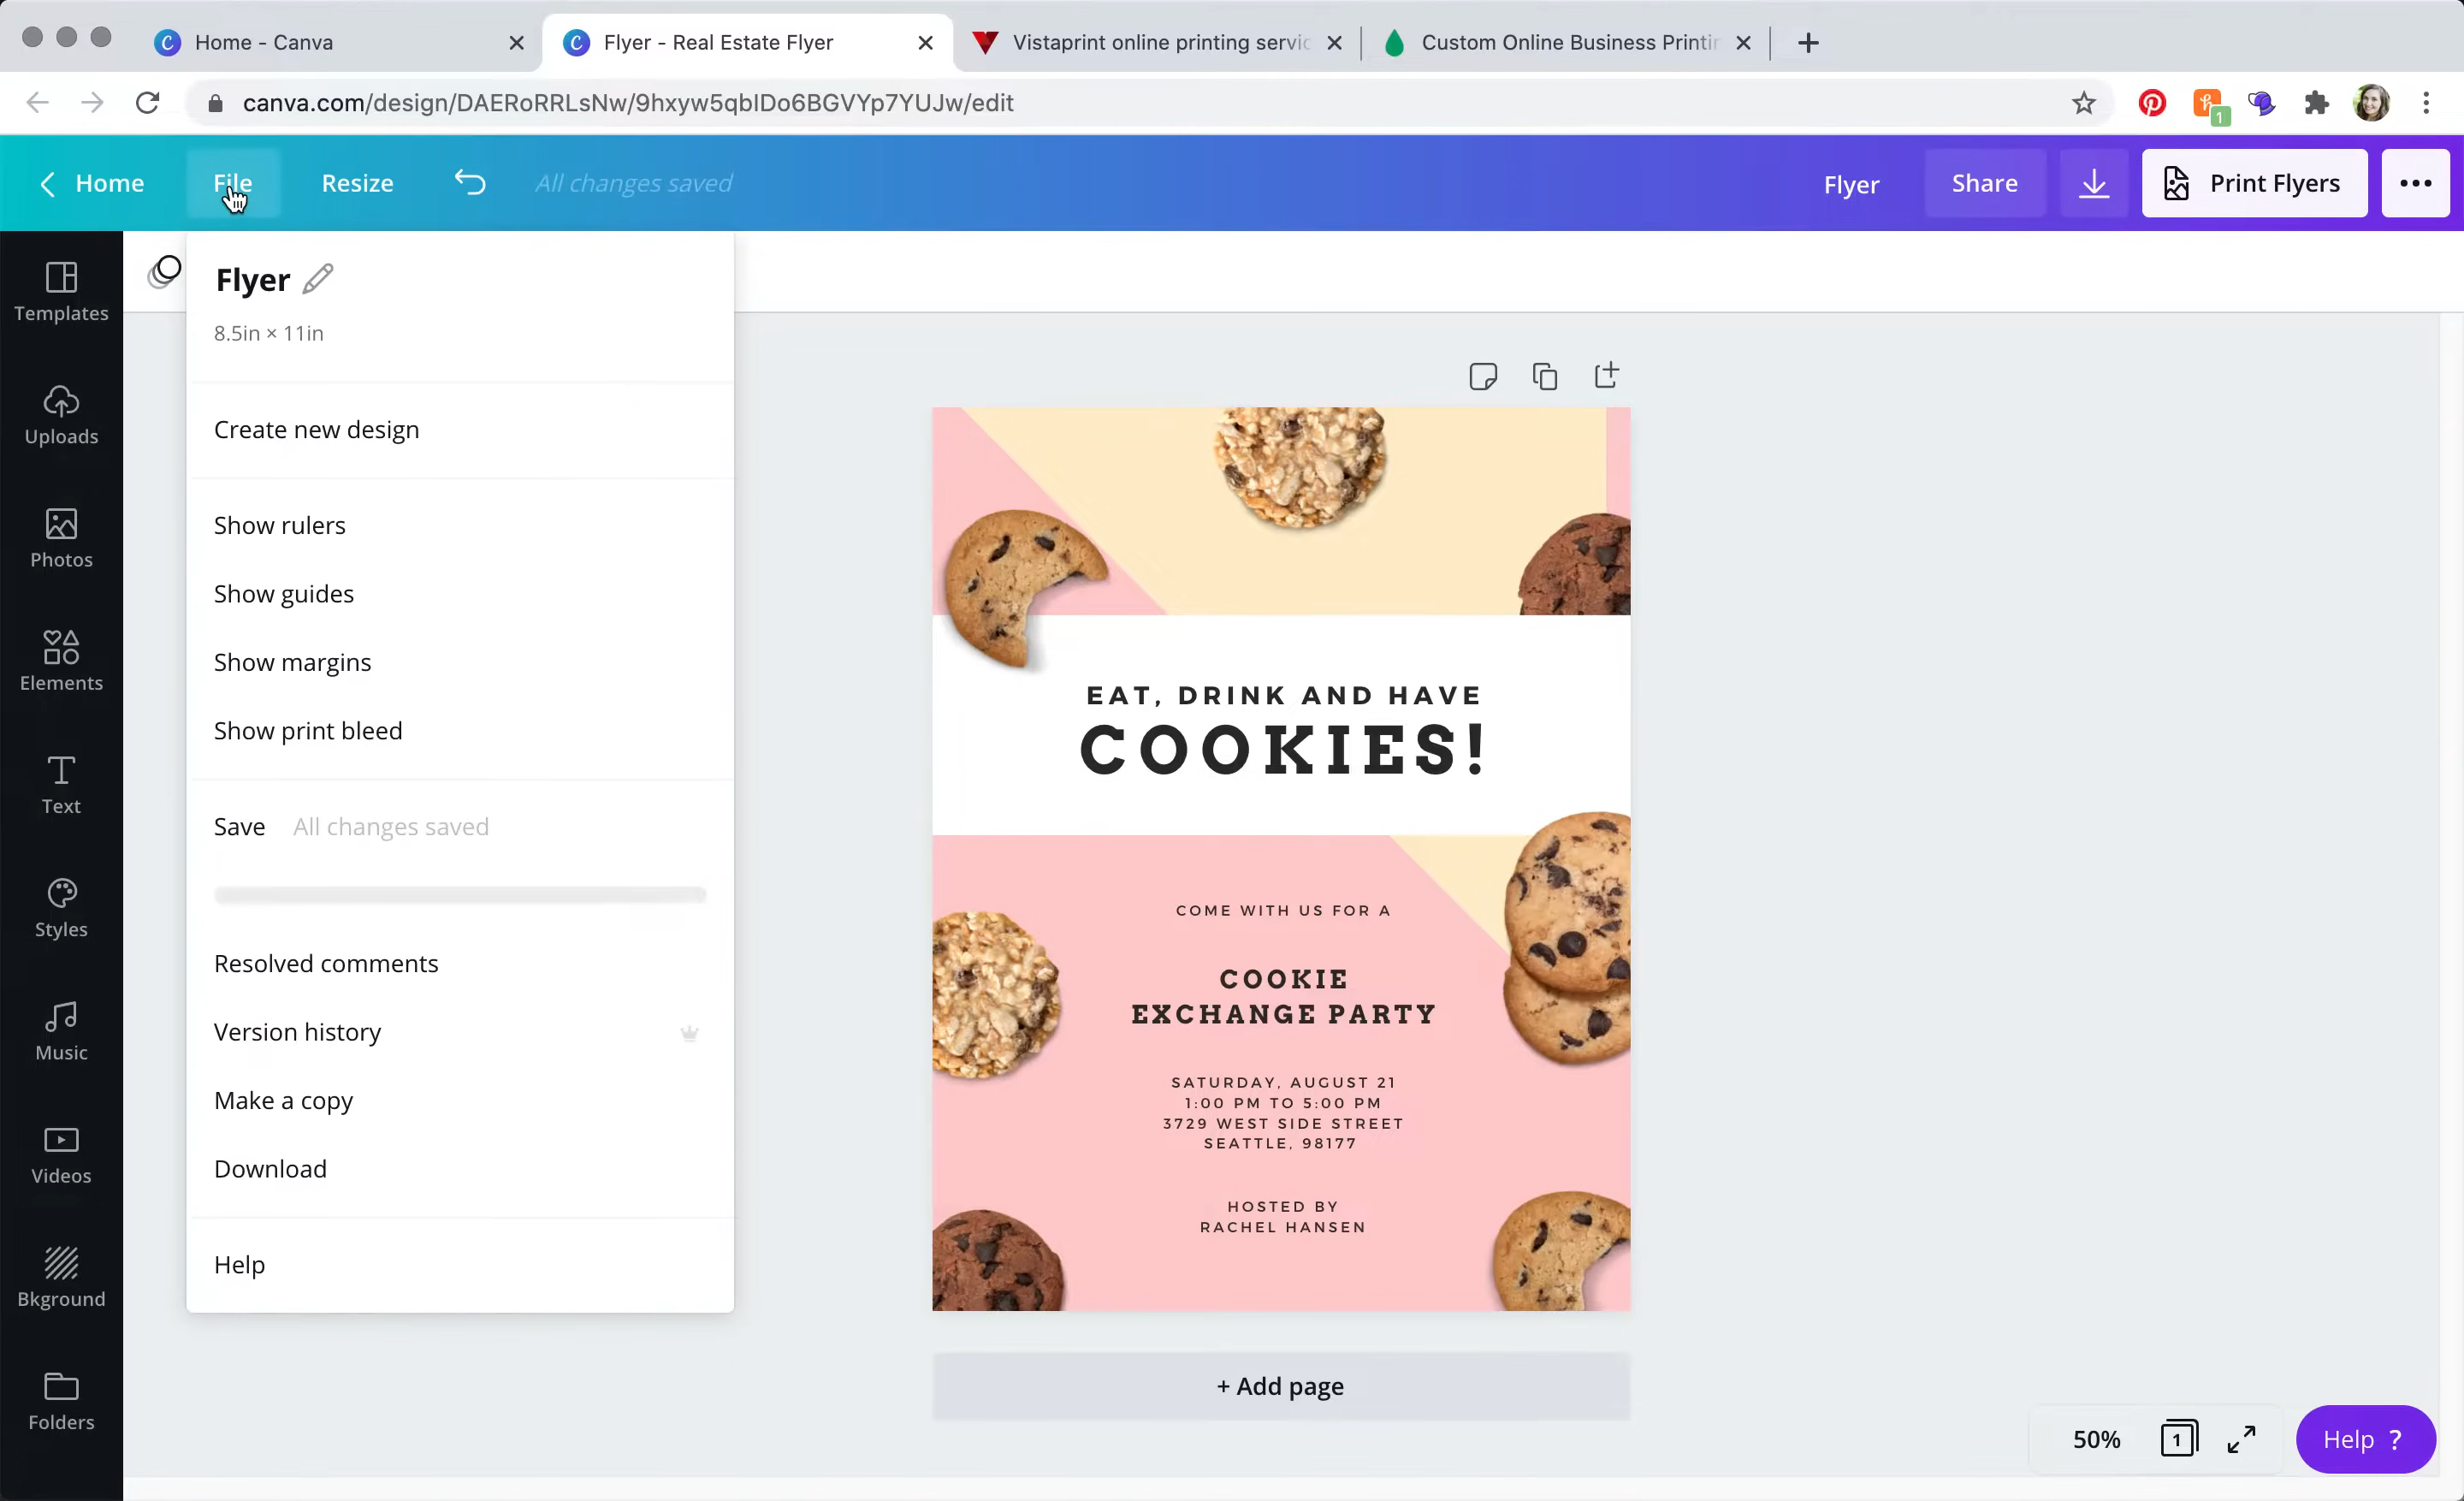 Home - Canva
Flyer - Real Estate Flyer
Vistaprint online printing servic
Custom Online Business Printin
canva.com/design/DAERoRRLsNw/9hxyw5qbIDo6BGVYp7YUJw/edit
1
Home
File
Resize
All changes saved
Flyer
Share
Print Flyers
Templates
Uploads
Photos
Elements
Text
Styles
Music
Videos
Bkground
Folders
Flyer
8.5in × 11in
Create new design
Show rulers
Show guides
Show margins
Show print bleed
Save All changes saved
Resolved comments
Version history
Make a copy
Download
Help
EAT, DRINK AND HAVE
COOKIES!
COME WITH US FOR A
COOKIE
EXCHANGE PARTY
SATURDAY, AUGUST 21
1:00 PM TO 5:00 PM
3729 WEST SIDE STREET
SEATTLE, 98177
HOSTED BY
RACHEL HANSEN
+ Add page
50%
1
Help ?